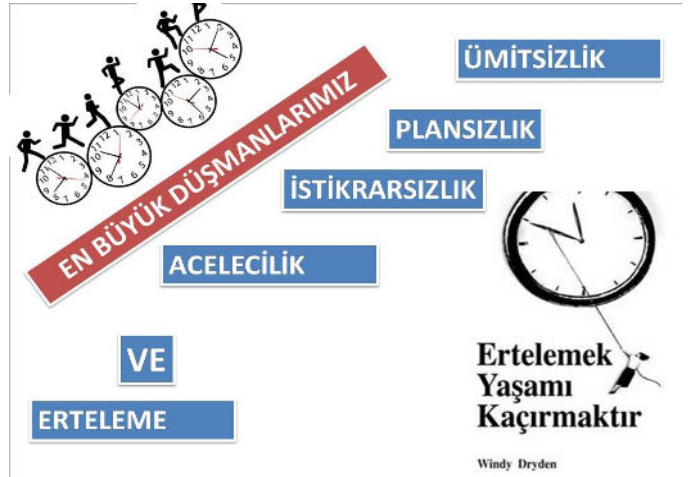 EN BÜYÜK DÜŞMANLARIMIZ
ÜMİTSİZLİK
PLANSIZLIK
İSTİKRARSIZLIK
ACELECİLİK
VE
ERTELEME
Ertelemek
Yaşamı
Kaçırmaktır
Windy Dryden